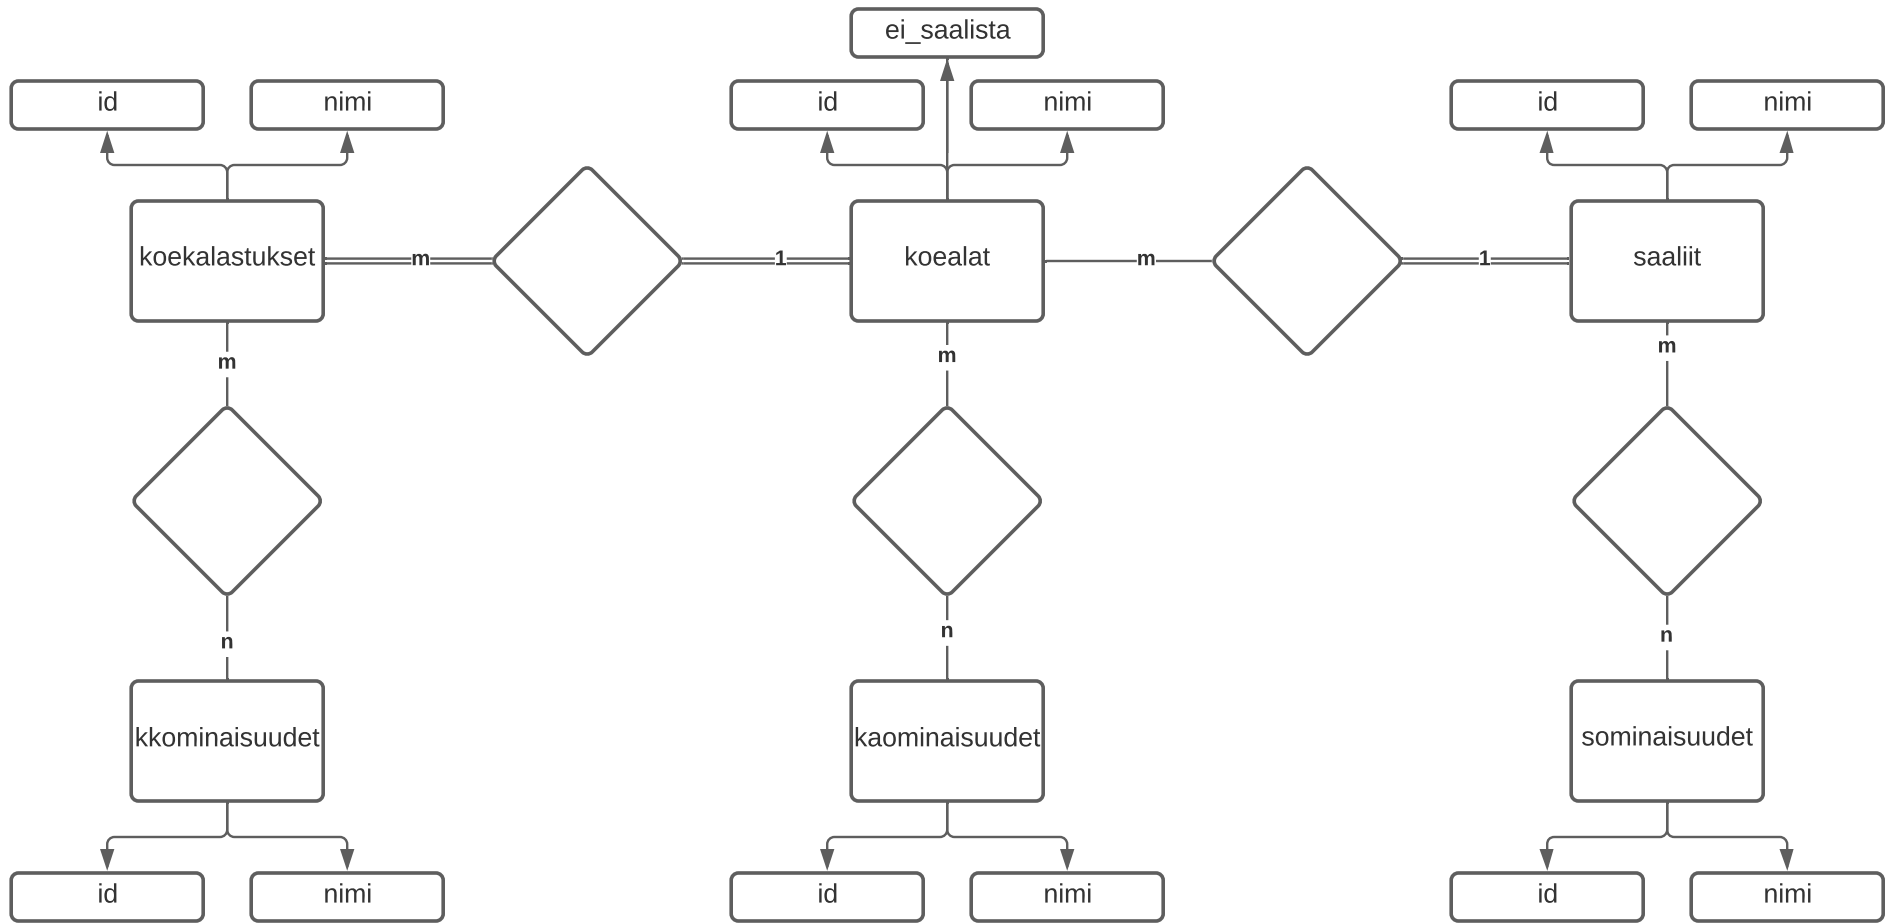 ei_saalista
id
nimi
id
nimi
id
nimi
koekalastukset
m
1
koealat
m
1
saaliit
m
m
m
n
n
n
kkominaisuudet
kaominaisuudet
sominaisuudet
id
nimi
id
nimi
id
nimi